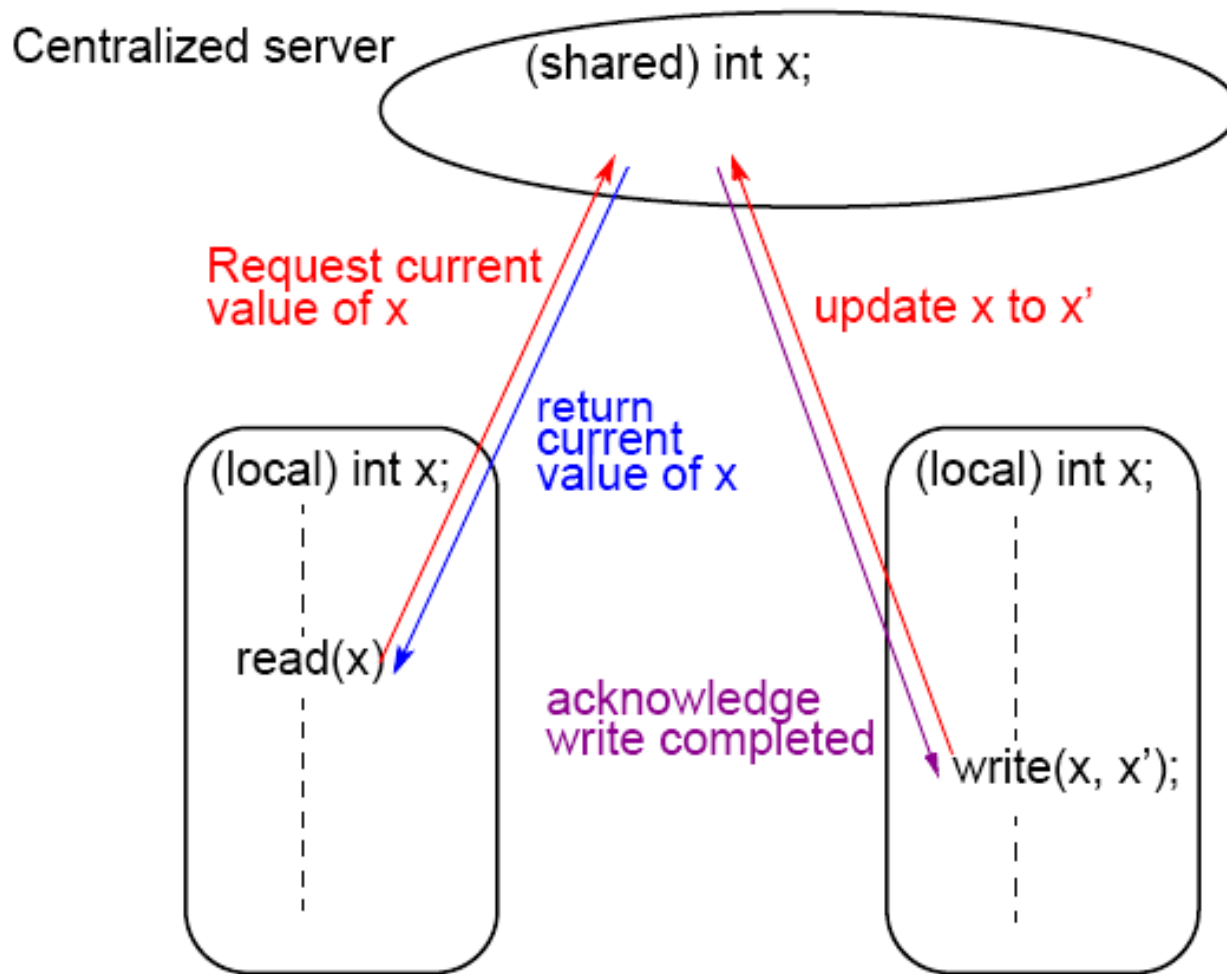 Centralized server
(shared) int x;
Request current
value of x
update x to x’
return
current
value of x
(local) int x;
(local) int x;
read(x)
acknowledge
write completed
write(x, x’);